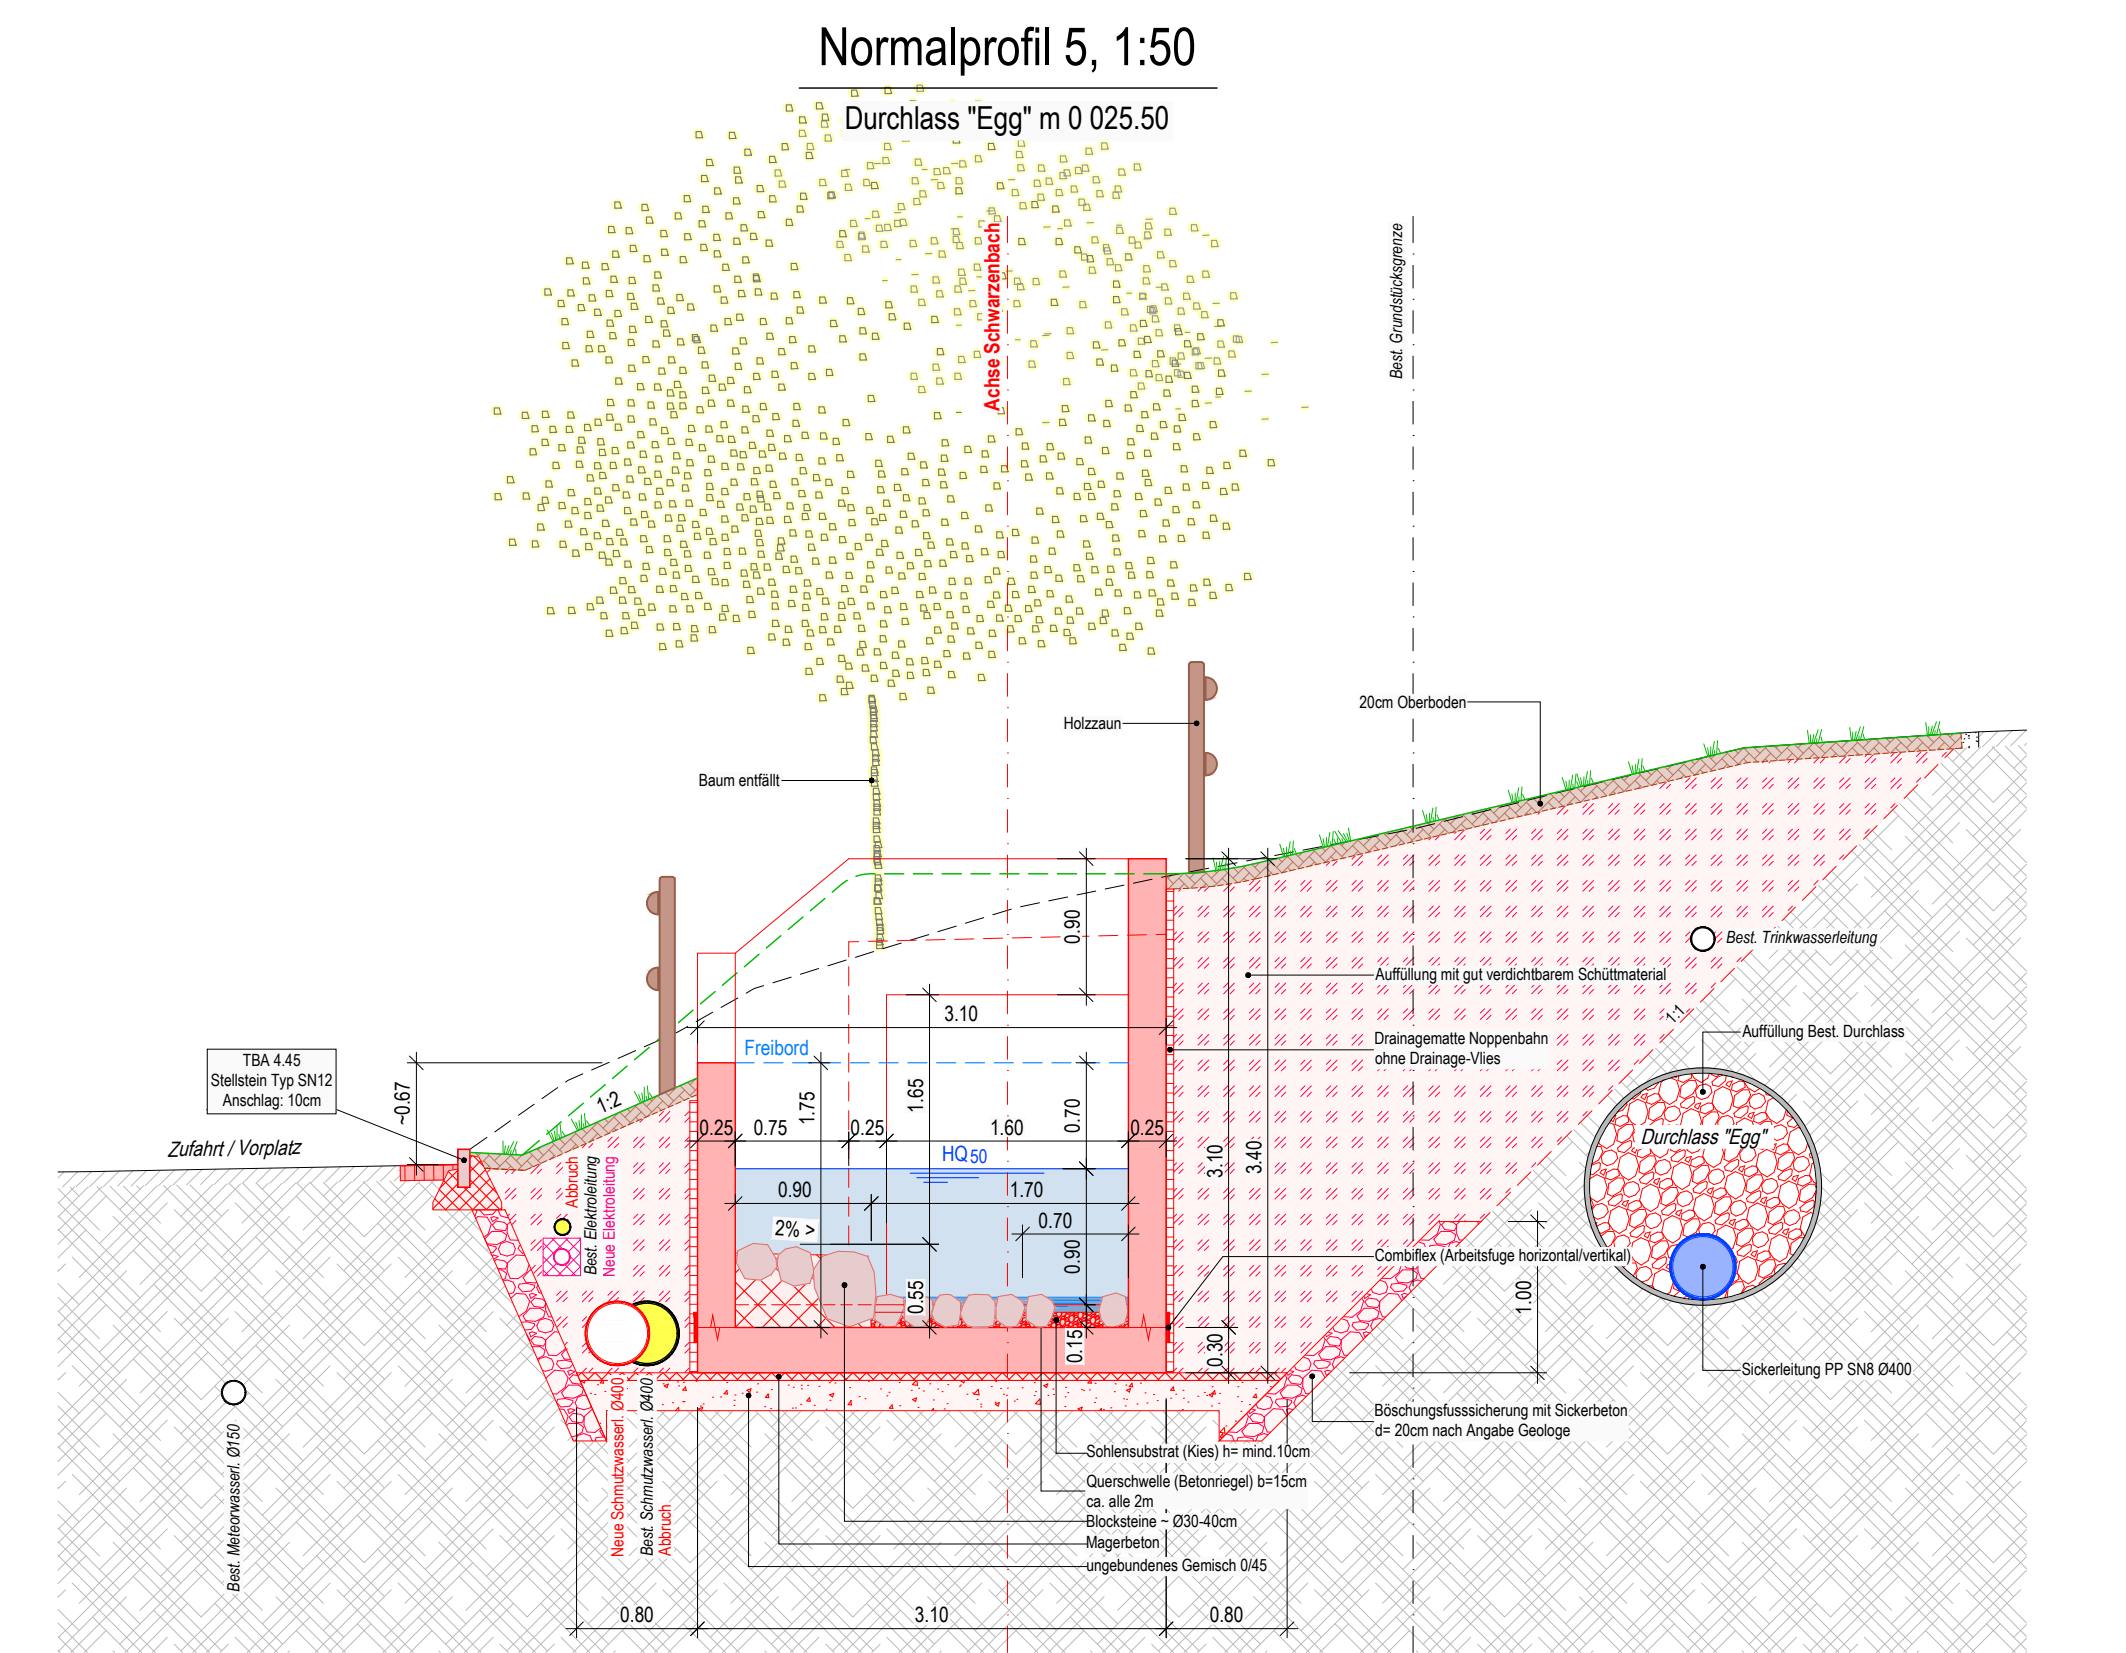 Normalprofil 5, 1:50
Durchlass "Egg" m 0 025.50
Achse Schwarzenbach
Best. Grundstücksgrenze
Holzzaun
20cm Oberboden
Baum entfällt
0.90
Best. Trinkwasserleitung
Auffüllung mit gut verdichtbarem Schüttmaterial
3.10
1:1
Freibord
Drainagematte Noppenbahn
ohne Drainage-Vlies
Auffüllung Best. Durchlass
TBA 4.45
Stellstein Typ SN12
Anschlag: 10cm
~0.67
1:2
1.75
1.65
0.70
0.25
0.75
0.25
1.60
0.25
Zufahrt / Vorplatz
Durchlass "Egg"
HQ50
3.10
3.40
Abbruch
Best. Elektroleitung
Neue Elektroleitung
0.90
1.70
2% >
0.70
0.90
Combiflex (Arbeitsfuge horizontal/vertikal)
0.55
1.00
0.15
0.30
Sickerleitung PP SN8 Ø400
Best. Meteorwasserl. Ø150
Neue Schmutzwasserl. Ø400
Best. Schmutzwasserl. Ø400
Abbruch
Böschungsfusssicherung mit Sickerbeton
d= 20cm nach Angabe Geologe
Sohlensubstrat (Kies) h= mind.10cm
Querschwelle (Betonriegel) b=15cm
ca. alle 2m
Blocksteine ~ Ø30-40cm
Magerbeton
ungebundenes Gemisch 0/45
0.80
3.10
0.80